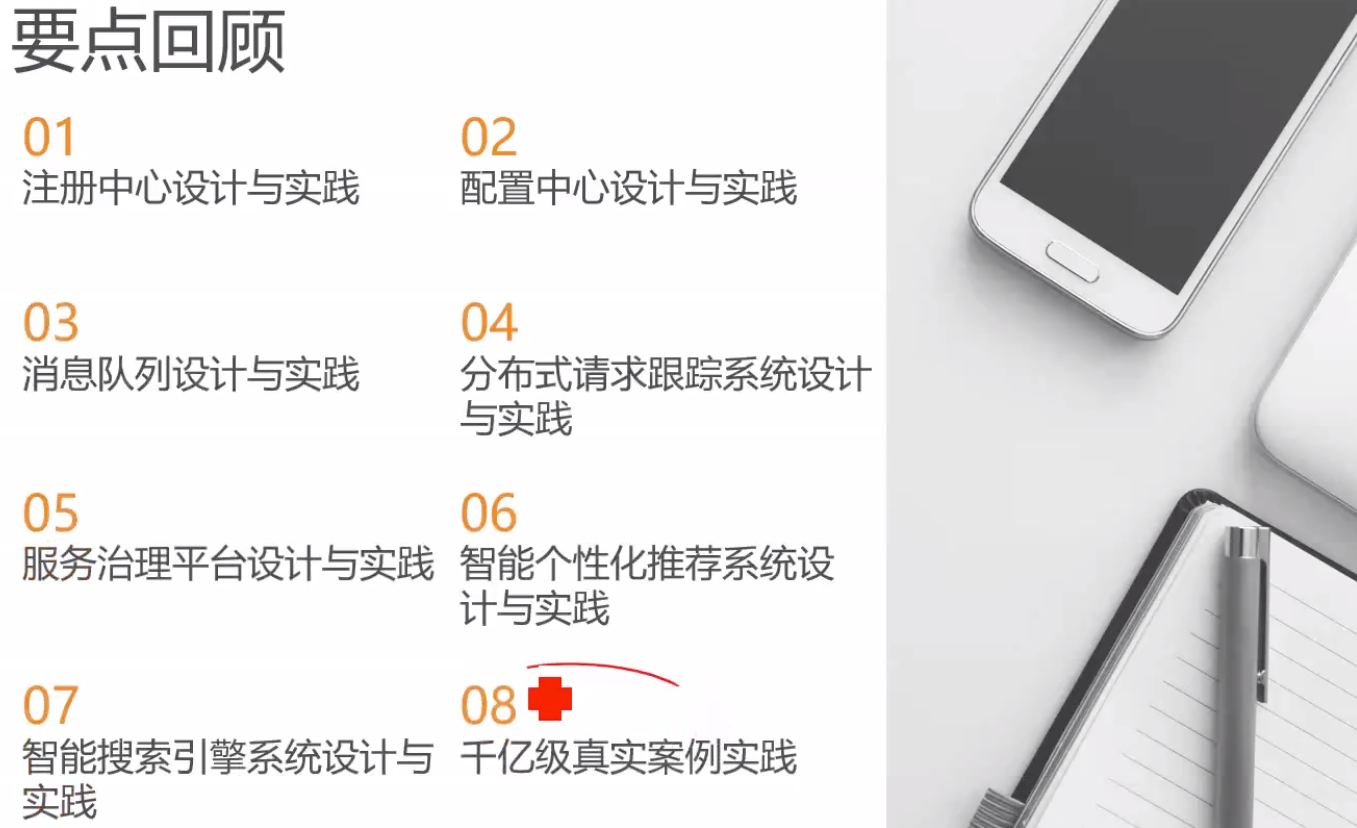 要点回顾
01
注册中心设计与实践
02
配置中心设计与实践
03
消息队列设计与实践
04
分布式请求跟踪系统设计
与实践
05
服务治理平台设计与实践
06
智能个性化推荐系统设
计与实践
07
智能搜索引擎系统设计与
实践
08
千亿级真实案例实践